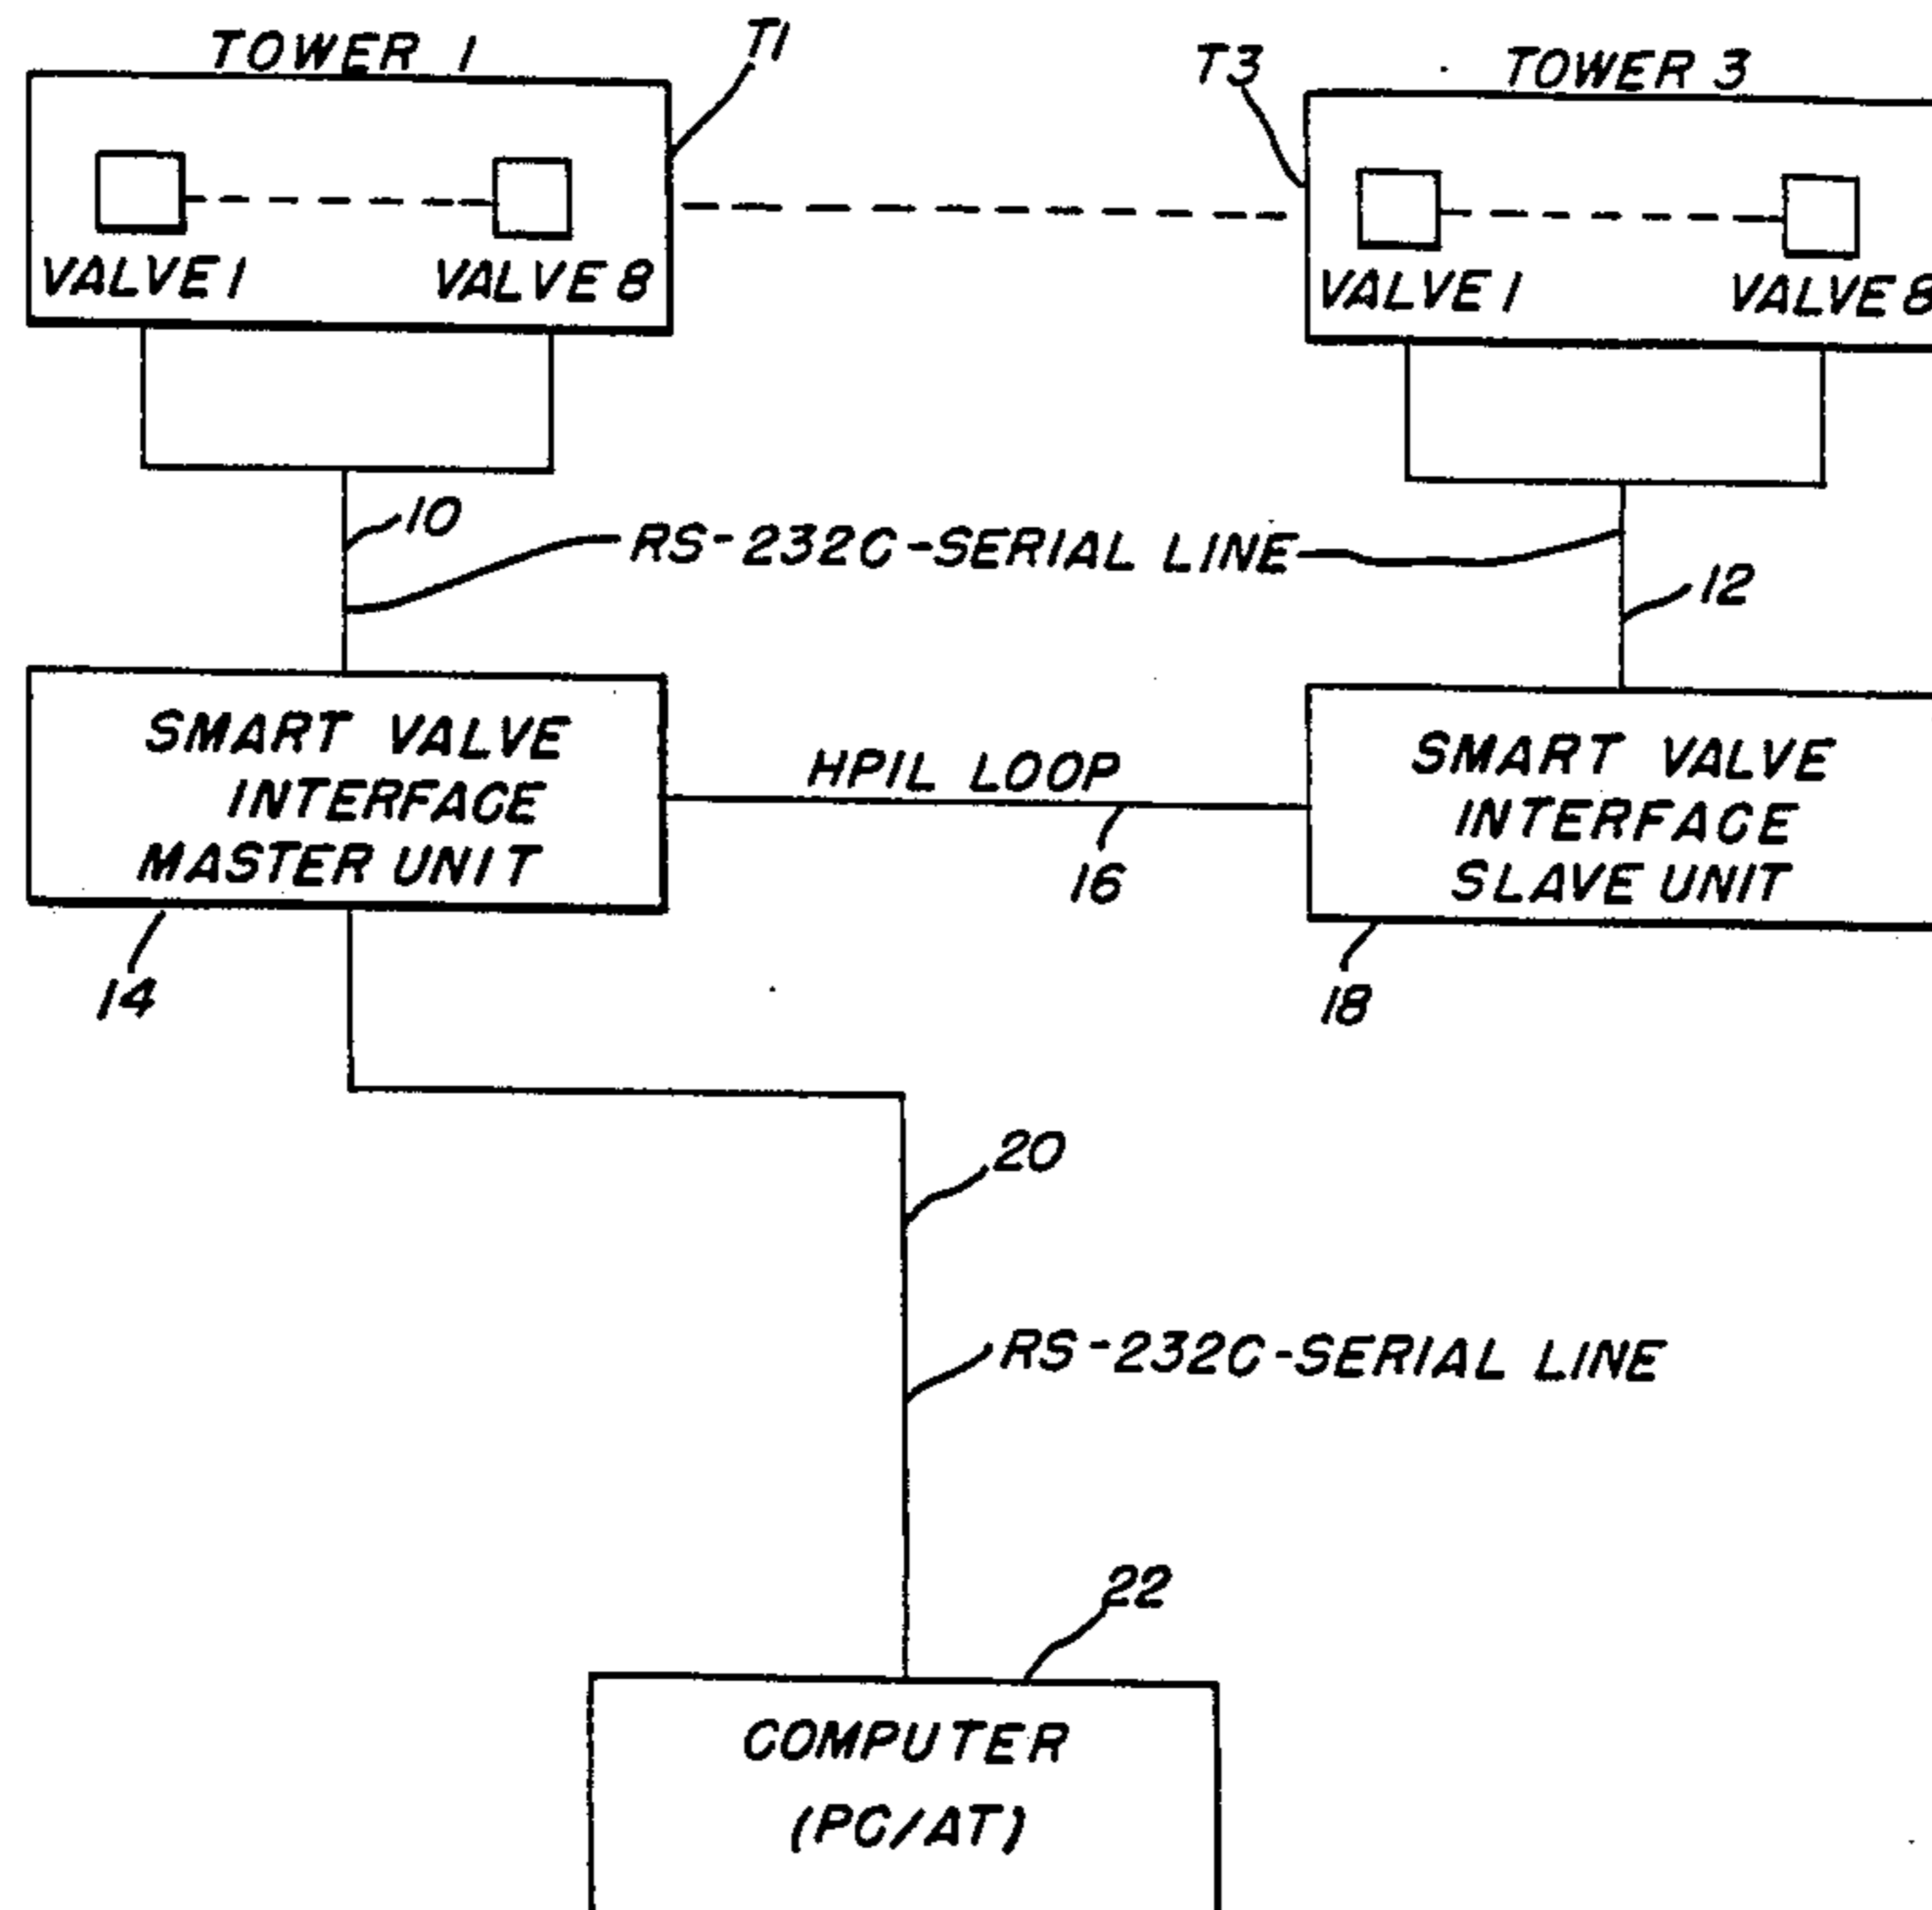 TOWER 1
T1
T3
TOWER 3
VALVE 1
VALVE 8
VALVE 1
VALVE 8
10
RS-232C-SERIAL LINE
12
SMART VALVE
INTERFACE
MASTER UNIT
HPIL LOOP
16
SMART VALVE
INTERFACE
SLAVE UNIT
14
18
20
RS-232C-SERIAL LINE
22
COMPUTER
(PC/AT)